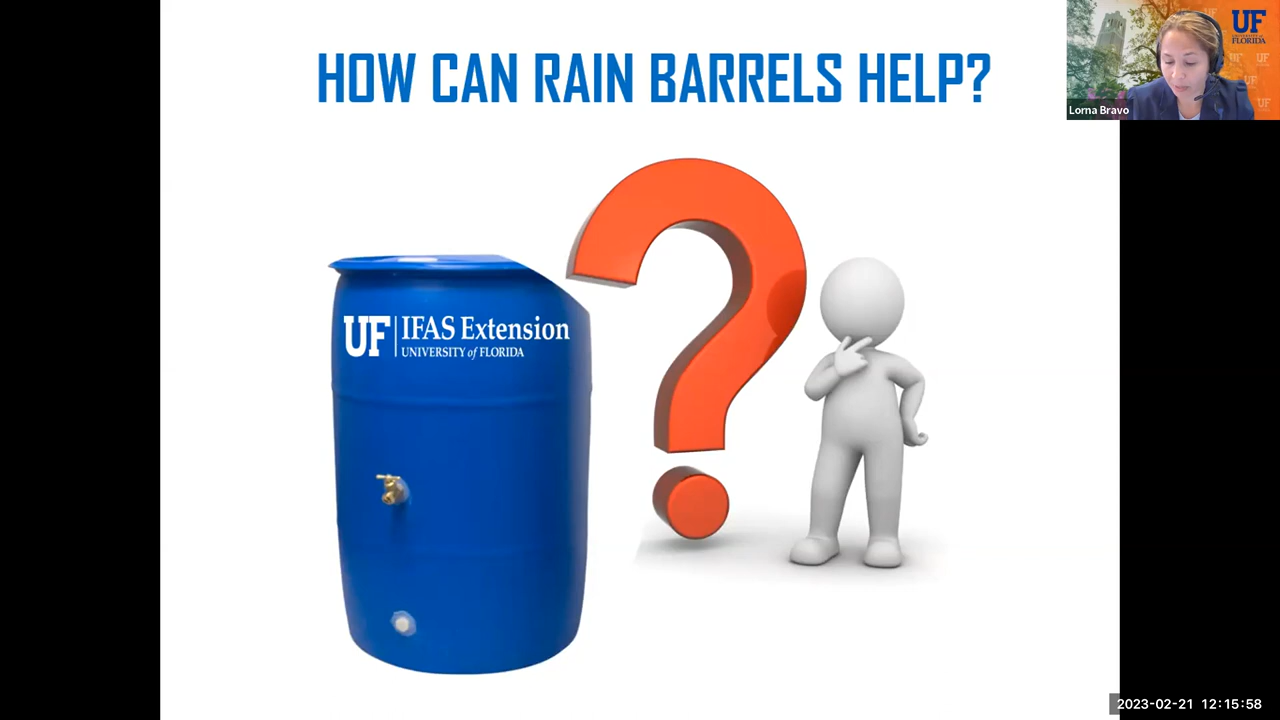 HOW CAN RAIN BARRELS HELP?
UF
UNIVERSITY of
FLORIDA
Lorna Bravo
UF | IFAS Extension
UNIVERSITY of FLORIDA
2023-02-21 12:15:58